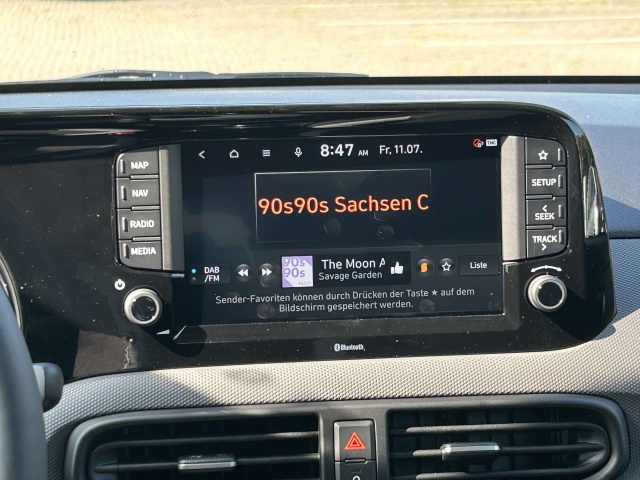 8:47 AM Fr, 11.07.
MAP
NAV
RADIO
MEDIA
SETUP
SEEK
TRACK
90s90s Sachsen C
DAB
/FM
90s
90s
The Moon A
Savage Garden
Liste
Sender-Favoriten können durch Drücken der Taste ★ auf dem
Bildschirm gespeichert werden.
Bluetooth